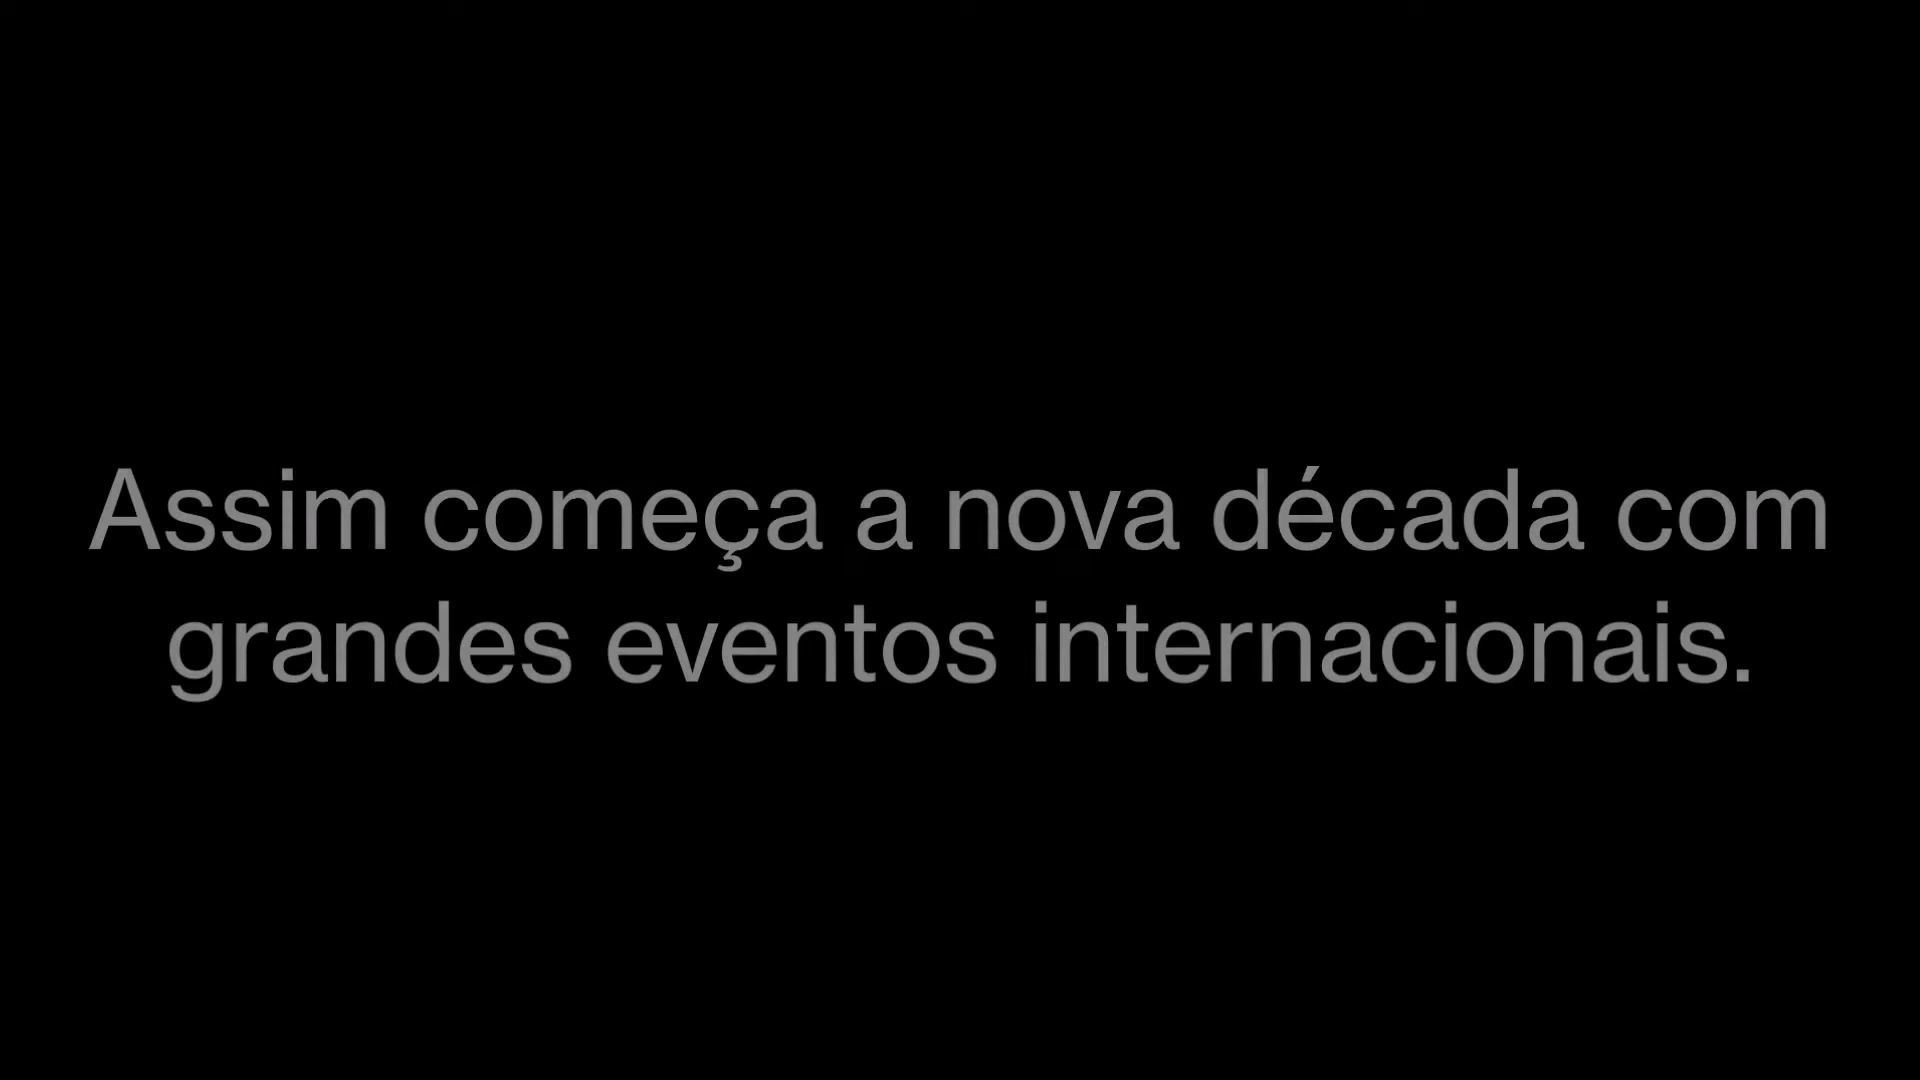 Assim começa a nova década com
grandes eventos internacionais.